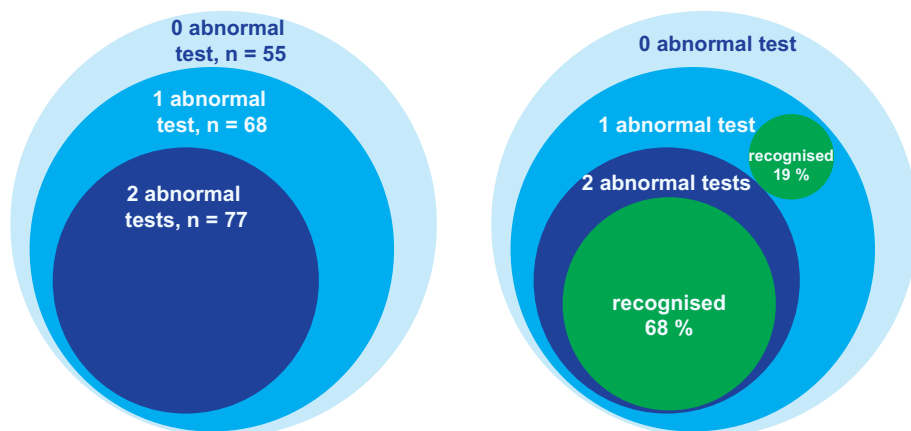 0 abnormal
test, n = 55
1 abnormal
test, n = 68
2 abnormal
tests, n = 77
0 abnormal test
1 abnormal test
recognised
19 %
2 abnormal tests
recognised
68 %